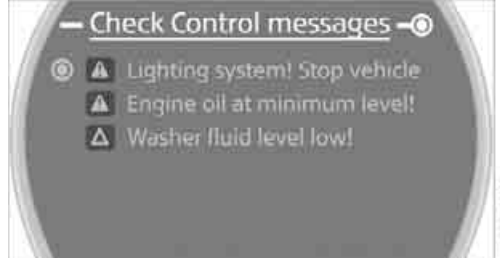 Check Control messages
Lighting system! Stop vehicle
Engine oil at minimum level!
Washer fluid level low!